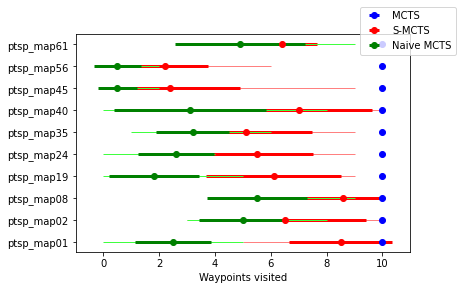 MCTS
S-MCTS
Naive MCTS
ptsp_map61
ptsp_map56
ptsp_map45
ptsp_map40
ptsp_map35
ptsp_map24
ptsp_map19
ptsp_map08
ptsp_map02
ptsp_map01
0 2 4 6 8 10
Waypoints visited